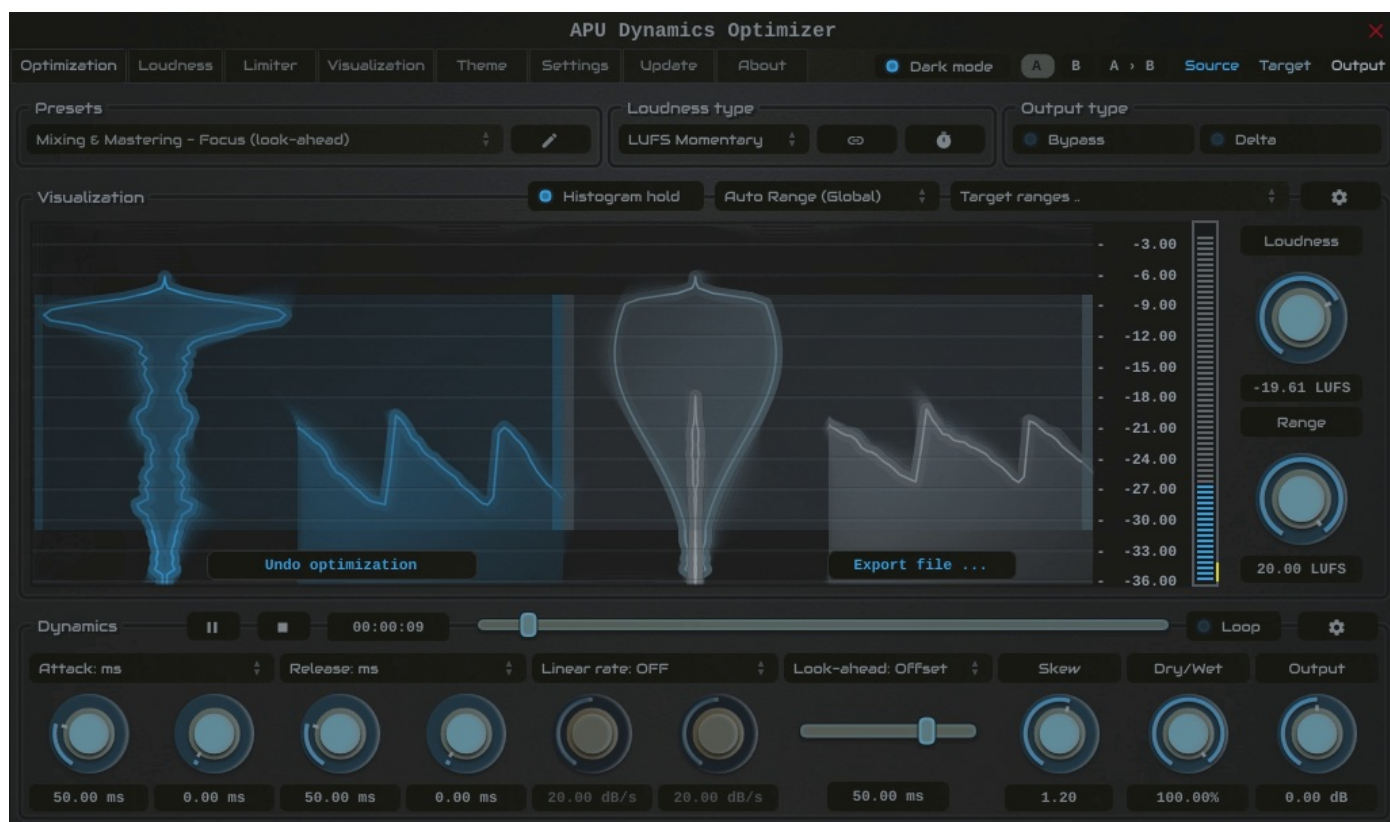 APU Dynamics Optimizer
Optimization Loudness Limiter Visualization Theme Settings Update About Dark mode A B A › B Source Target Output
Presets Loudness type Output type
Mixing & Mastering - Focus (look-ahead) LUFS Momentary Bypass Delta
Visualization Histogram hold Auto Range (Global) Target ranges ..
Loudness
- -3.00
- -6.00
- -9.00
- -12.00
- -15.00
- -18.00
-19.61 LUFS
Range
- -21.00
- -24.00
- -27.00
- -30.00
- -33.00
- -36.00
Undo optimization Export file ... 20.00 LUFS
Dynamics 00:00:09 Loop
Attack: ms Release: ms Linear rate: OFF Look-ahead: Offset Skew Dry/Wet Output
50.00 ms 0.00 ms 50.00 ms 0.00 ms 20.00 dB/s 20.00 dB/s 50.00 ms 1.20 100.00% 0.00 dB